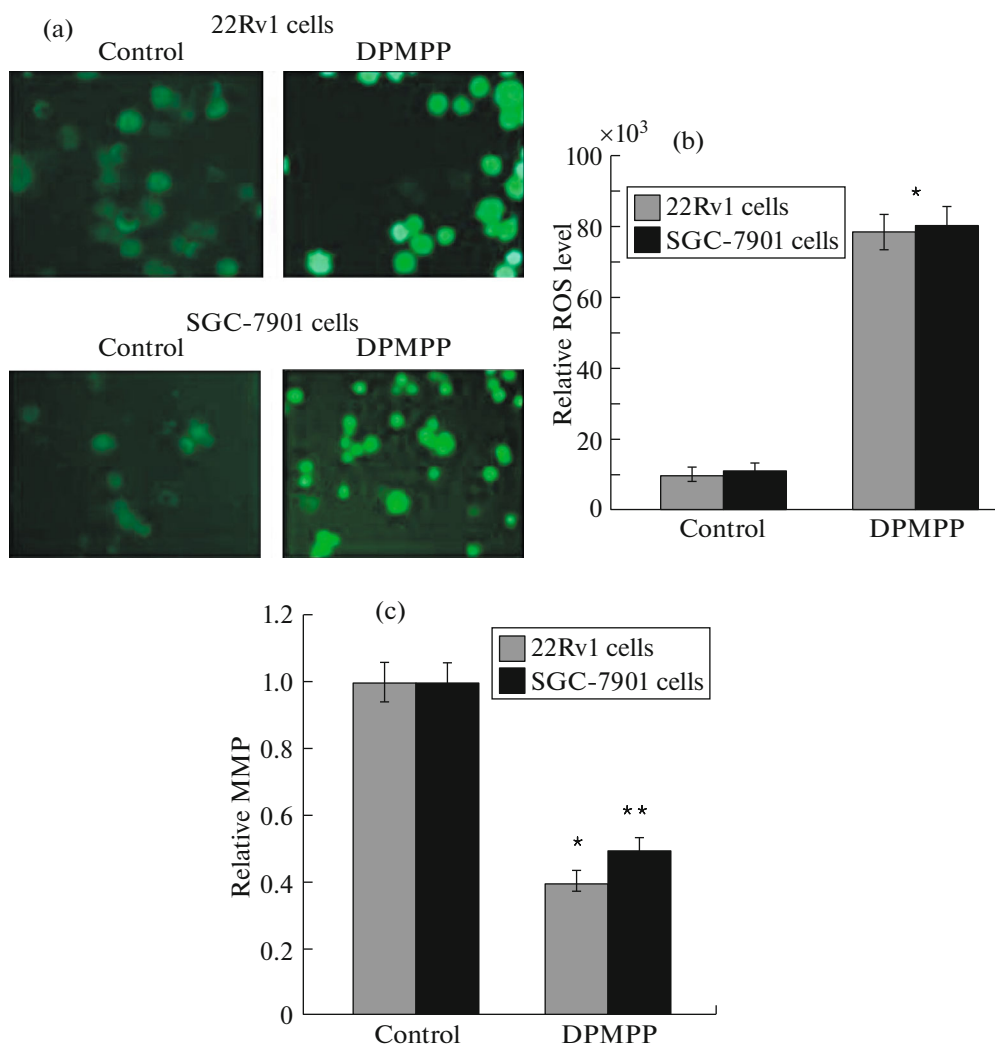 (a)
22Rv1 cells
Control DPMPP
SGC-7901 cells
Control DPMPP
(b)
×10³
100
80
60
40
20
0
Relative ROS level
22Rv1 cells
SGC-7901 cells
*
Control DPMPP
(c)
1.2
1.0
0.8
0.6
0.4
0.2
0
Relative MMP
22Rv1 cells
SGC-7901 cells
* **
Control DPMPP